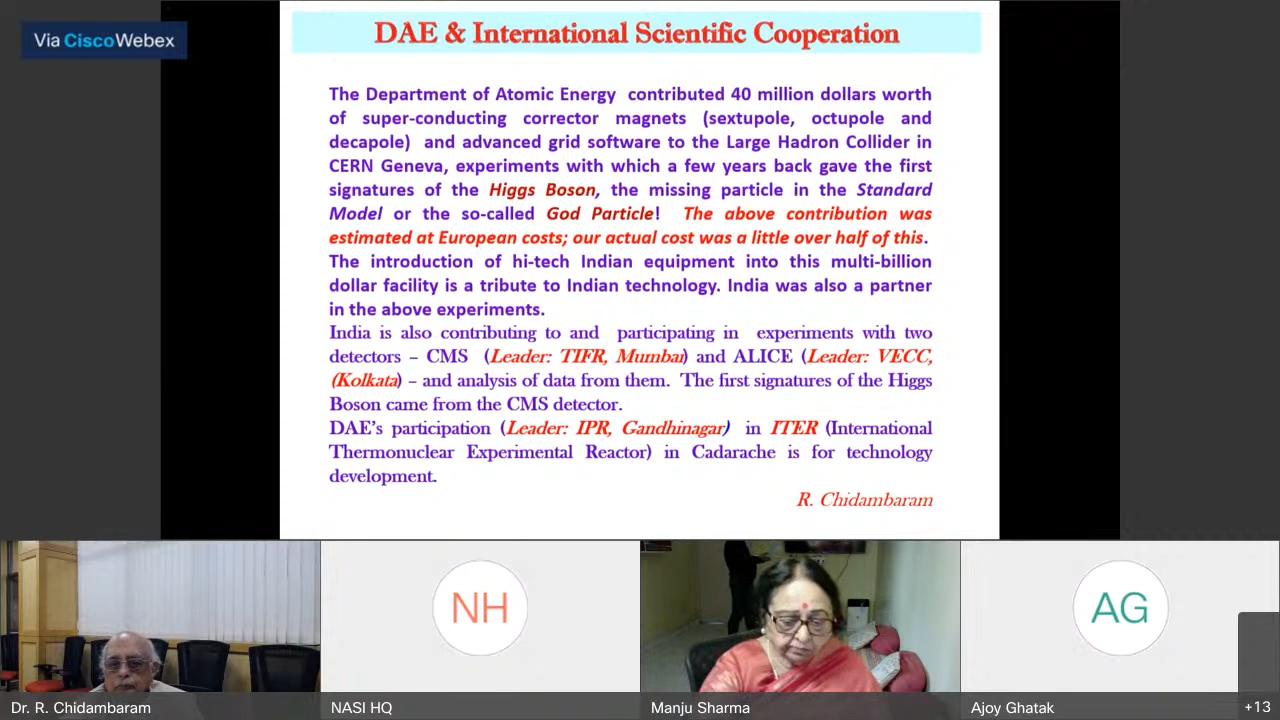 Via CiscoWebex
DAE & International Scientific Cooperation
The Department of Atomic Energy contributed 40 million dollars worth
of super-conducting corrector magnets (sextupole, octupole and
decapole) and advanced grid software to the Large Hadron Collider in
CERN Geneva, experiments with which a few years back gave the first
signatures of the Higgs Boson, the missing particle in the Standard
Model or the so-called God Particle! The above contribution was
estimated at European costs; our actual cost was a little over half of this.
The introduction of hi-tech Indian equipment into this multi-billion
dollar facility is a tribute to Indian technology. India was also a partner
in the above experiments.
India is also contributing to and participating in experiments with two
detectors – CMS (Leader: TIFR, Mumbai) and ALICE (Leader: VECC,
(Kolkata) – and analysis of data from them. The first signatures of the Higgs
Boson came from the CMS detector.
DAE's participation (Leader: IPR, Gandhinagar) in ITER (International
Thermonuclear Experimental Reactor) in Cadarache is for technology
development.
R. Chidambaram
NH
AG
Dr. R. Chidambaram
NASI HQ
Manju Sharma
Ajoy Ghatak
+13